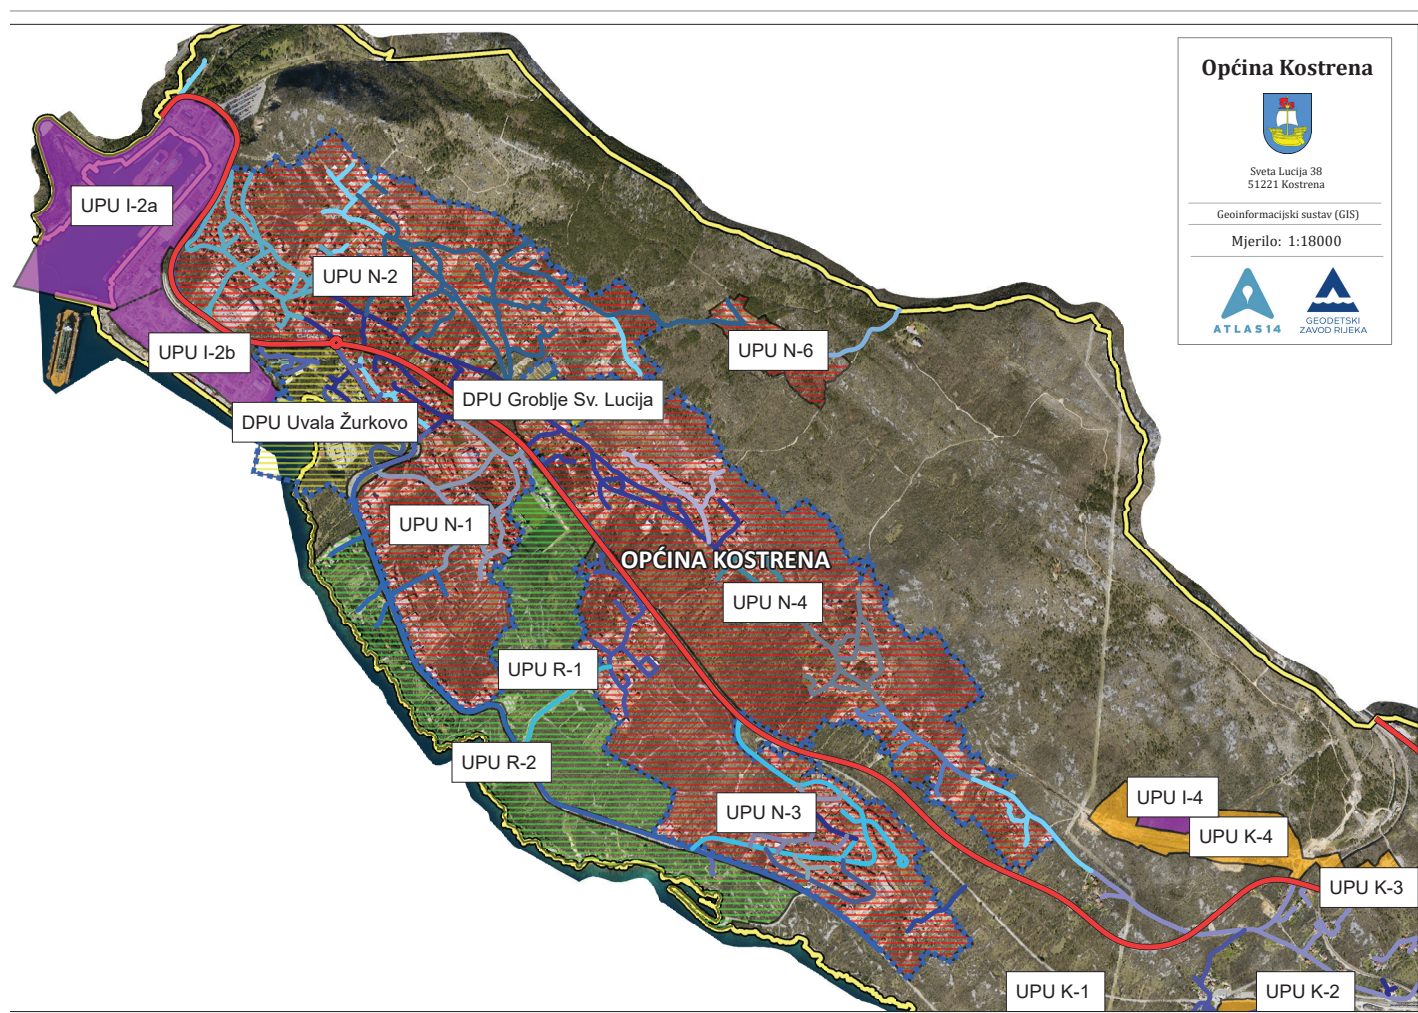 Općina Kostrena
Sveta Lucija 38
51221 Kostrena
Geoinformacijski sustav (GIS)
Mjerilo: 1:18000
ATLAS14
GEODETSKI
ZAVOD RIJEKA
UPU I-2a
UPU N-2
UPU I-2b
UPU N-6
DPU Groblje Sv. Lucija
DPU Uvala Žurkovo
UPU N-1
OPĆINA KOSTRENA
UPU N-4
UPU R-1
UPU R-2
UPU N-3
UPU I-4
UPU K-4
UPU K-3
UPU K-1
UPU K-2